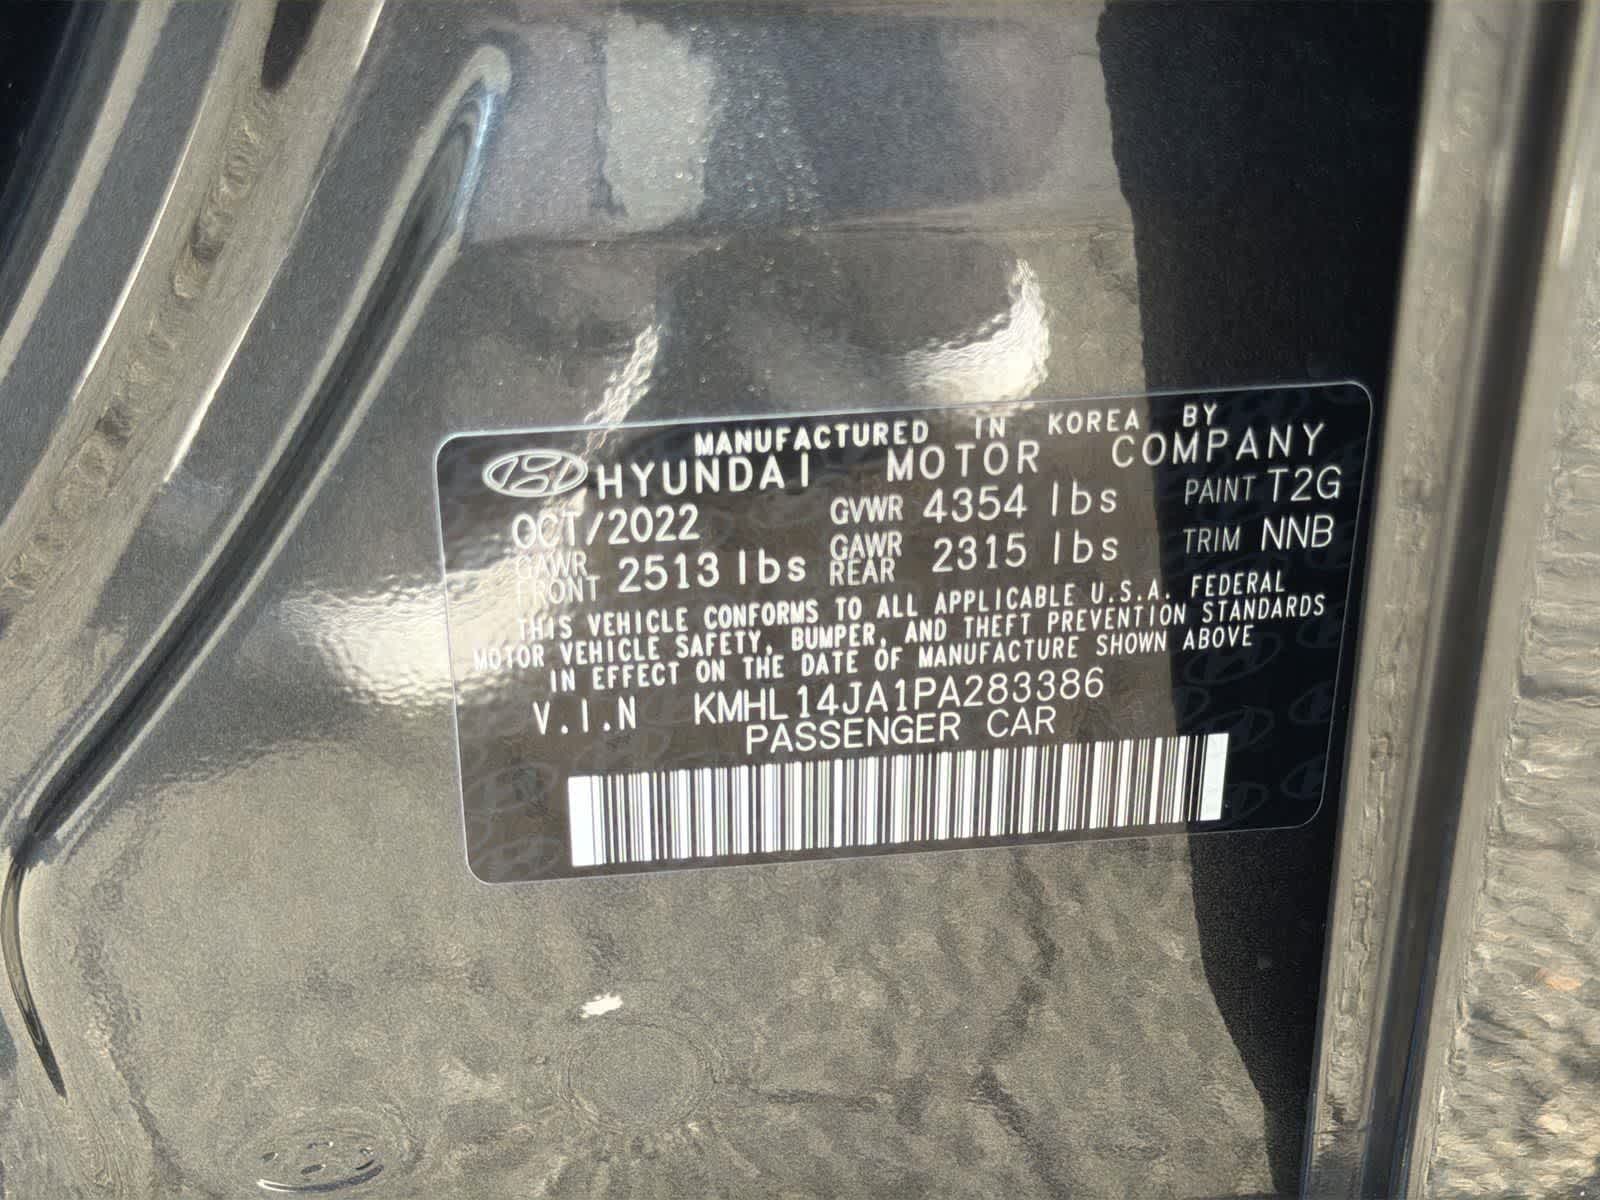 MANUFACTURED IN KOREA BY
HYUNDAI MOTOR COMPANY
OCT/2022 GVWR 4354 lbs PAINT T2G
GAWR FRONT 2513 lbs GAWR REAR 2315 lbs TRIM NNB
THIS VEHICLE CONFORMS TO ALL APPLICABLE U.S.A. FEDERAL
MOTOR VEHICLE SAFETY, BUMPER, AND THEFT PREVENTION STANDARDS
IN EFFECT ON THE DATE OF MANUFACTURE SHOWN ABOVE
V.I.N KMHL14JA1PA283386
PASSENGER CAR